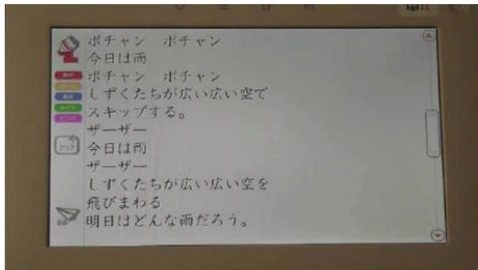 ポチャン　ポチャン
今日は雨
ポチャン　ポチャン
しずくたちが広い広い空で
スキップする。
ザーザー
今日は雨
ザーザー
しずくたちが広い広い空を
飛びまわる
明日はどんな雨だろう。
クリア